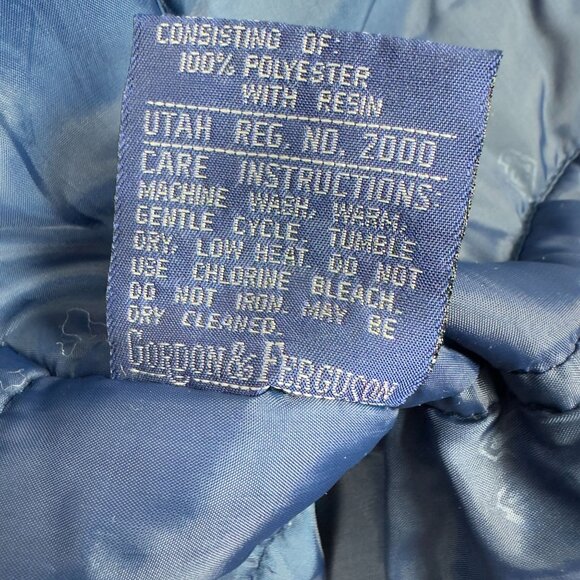 CONSISTING OF:
100% POLYESTER
WITH RESIN
UTAH REG. NO. 2000
CARE INSTRUCTIONS:
MACHINE WASH, WARM,
GENTLE CYCLE, TUMBLE
DRY, LOW HEAT, DO NOT
USE CHLORINE BLEACH,
DO NOT IRON. MAY BE
DRY CLEANED.
GORDON & FERGUSON